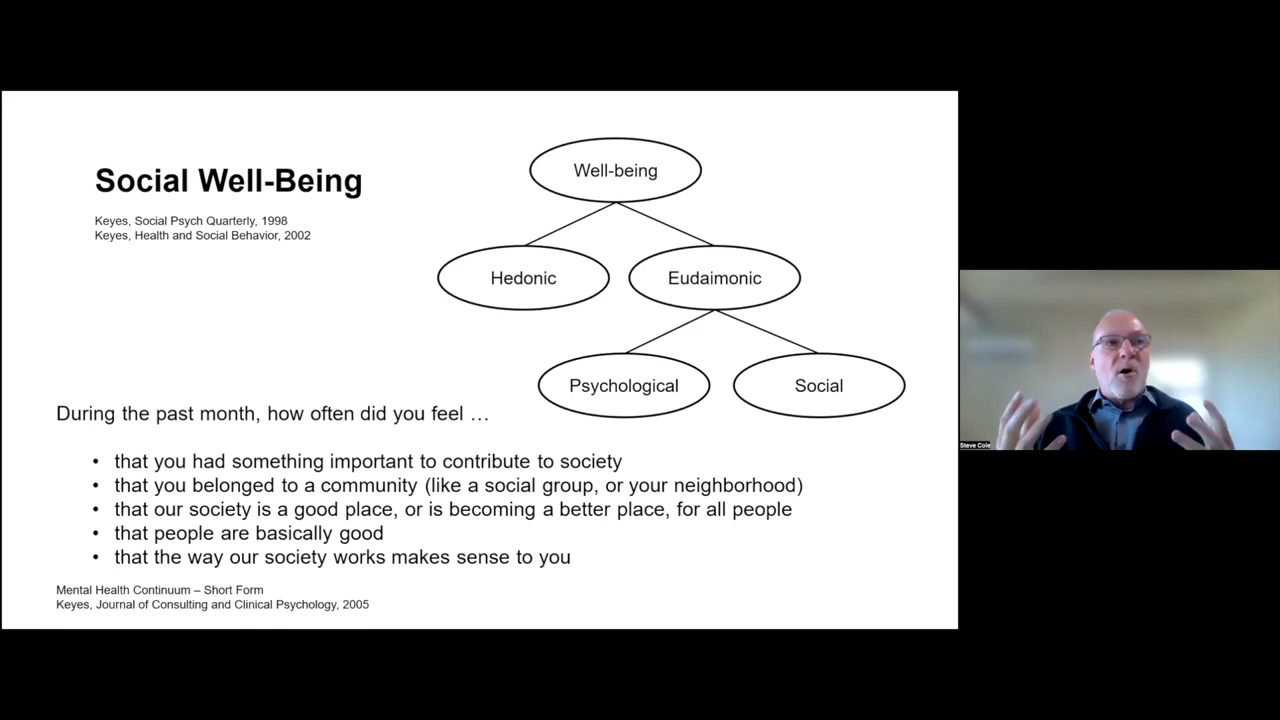 Social Well-Being
Keyes, Social Psych Quarterly, 1998
Keyes, Health and Social Behavior, 2002
Well-being
Hedonic
Eudaimonic
Psychological
Social
During the past month, how often did you feel …
• that you had something important to contribute to society
• that you belonged to a community (like a social group, or your neighborhood)
• that our society is a good place, or is becoming a better place, for all people
• that people are basically good
• that the way our society works makes sense to you
Mental Health Continuum – Short Form
Keyes, Journal of Consulting and Clinical Psychology, 2005
Steve Cole